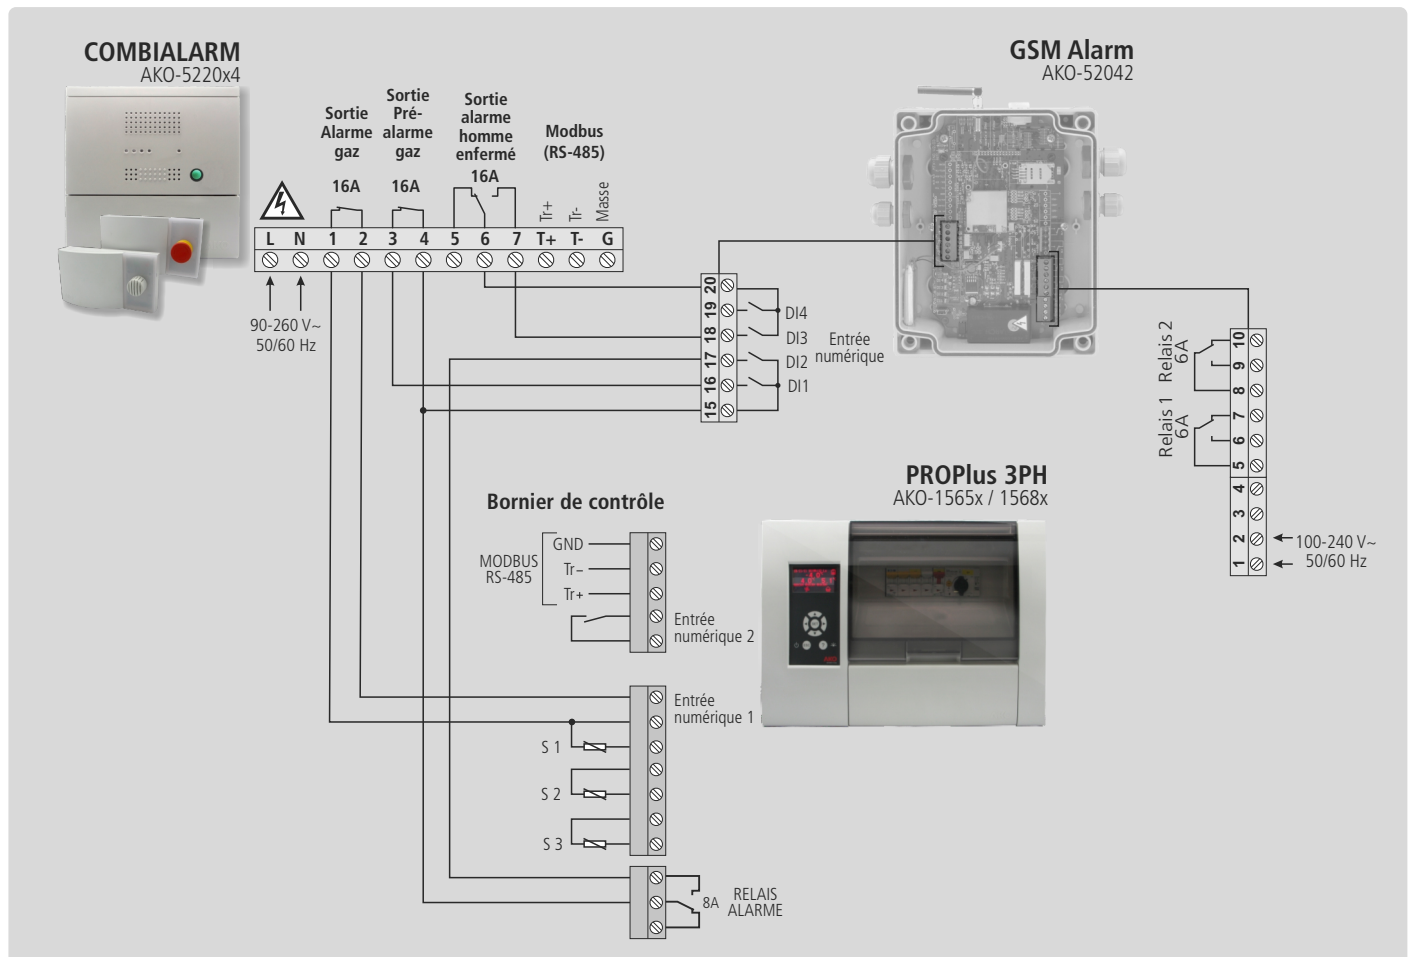 COMBIALARM
AKO-5220x4
GSM Alarm
AKO-52042
Sortie
Alarme
gaz
Sortie
Pré-
alarme
gaz
Sortie
alarme
homme
enfermé
Modbus
(RS-485)
16A
16A
16A
Tr+
Tr-
Masse
L N 1 2 3 4 5 6 7 T+ T- G
90-260 V~
50/60 Hz
20
19
18
17
16
15
DI4
DI3
DI2
DI1
Entrée
numérique
Relais 2
6A
Relais 1
6A
10
9
8
7
6
5
4
3
2
1
100-240 V~
50/60 Hz
PROPlus 3PH
AKO-1565x / 1568x
Bornier de contrôle
MODBUS
RS-485
GND
Tr–
Tr+
Entrée
numérique 2
Entrée
numérique 1
S 1
S 2
S 3
8A
RELAIS
ALARME